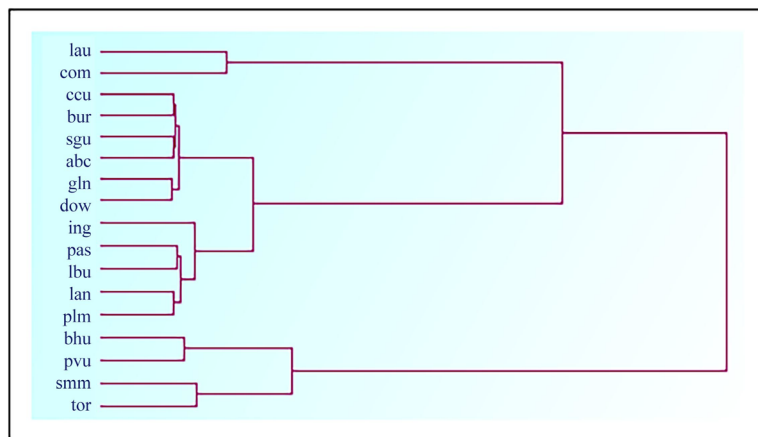 lau
com
ccu
bur
sgu
abc
gln
dow
ing
pas
lbu
lan
plm
bhu
pvu
smm
tor